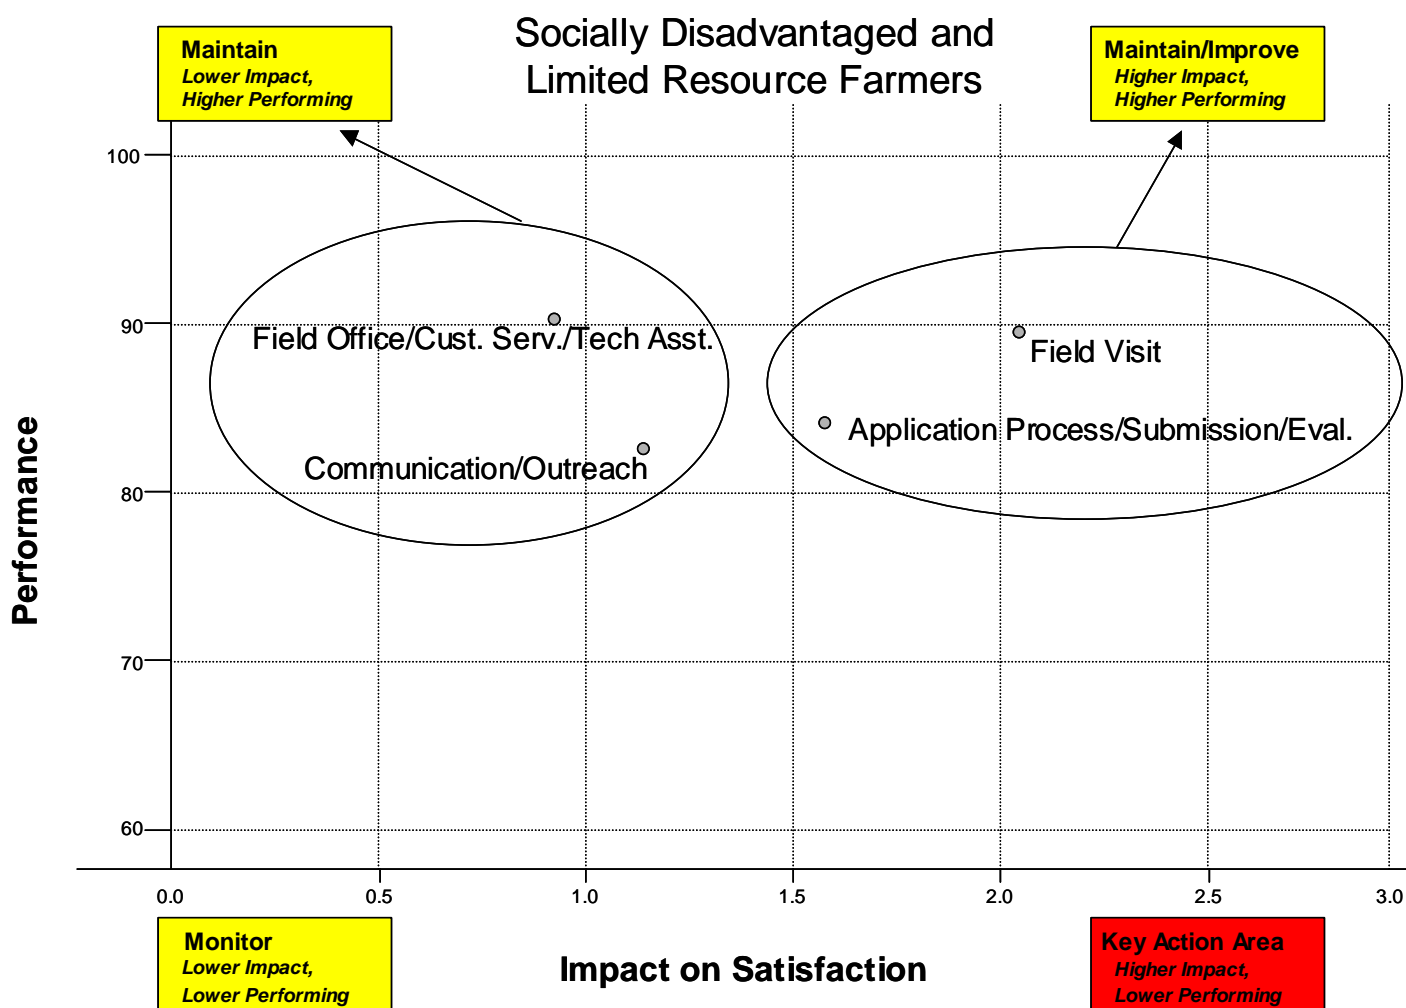 Socially Disadvantaged and
Limited Resource Farmers
Maintain
Lower Impact,
Higher Performing
Maintain/Improve
Higher Impact,
Higher Performing
100
90
80
70
60
Performance
Field Office/Cust. Serv./Tech Asst.
Communication/Outreach
Field Visit
Application Process/Submission/Eval.
0.0
0.5
1.0
1.5
2.0
2.5
3.0
Monitor
Lower Impact,
Lower Performing
Impact on Satisfaction
Key Action Area
Higher Impact,
Lower Performing